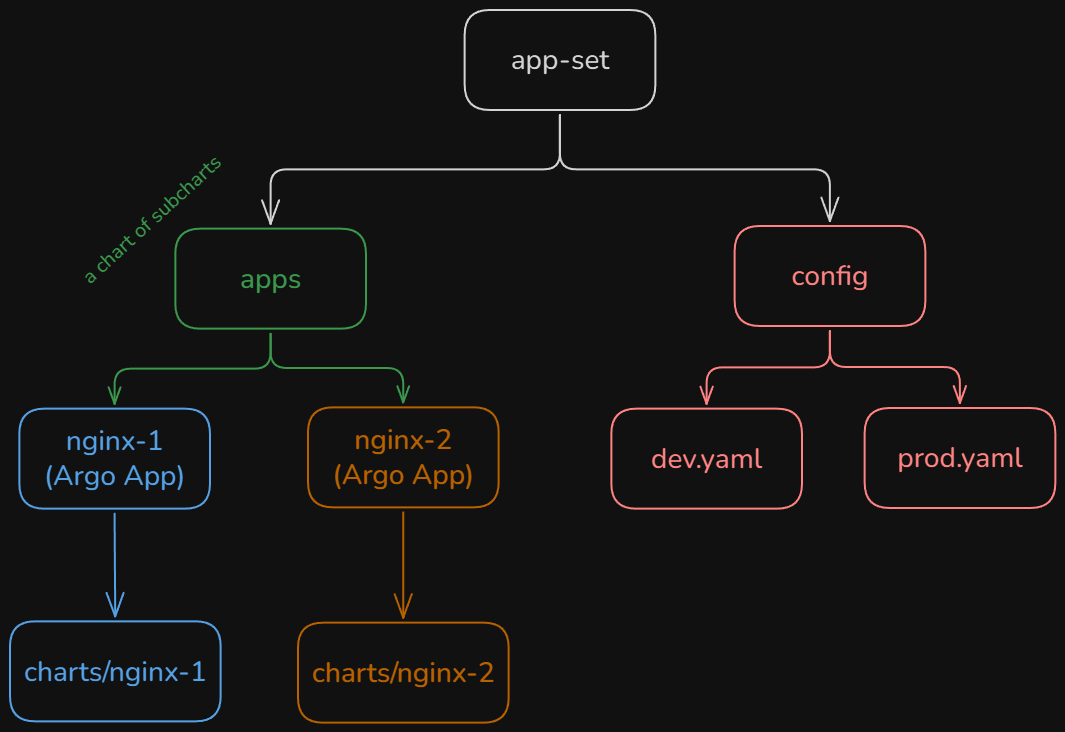 app-set
a chart of subcharts
apps
config
nginx-1
(Argo App)
nginx-2
(Argo App)
dev.yaml
prod.yaml
charts/nginx-1
charts/nginx-2